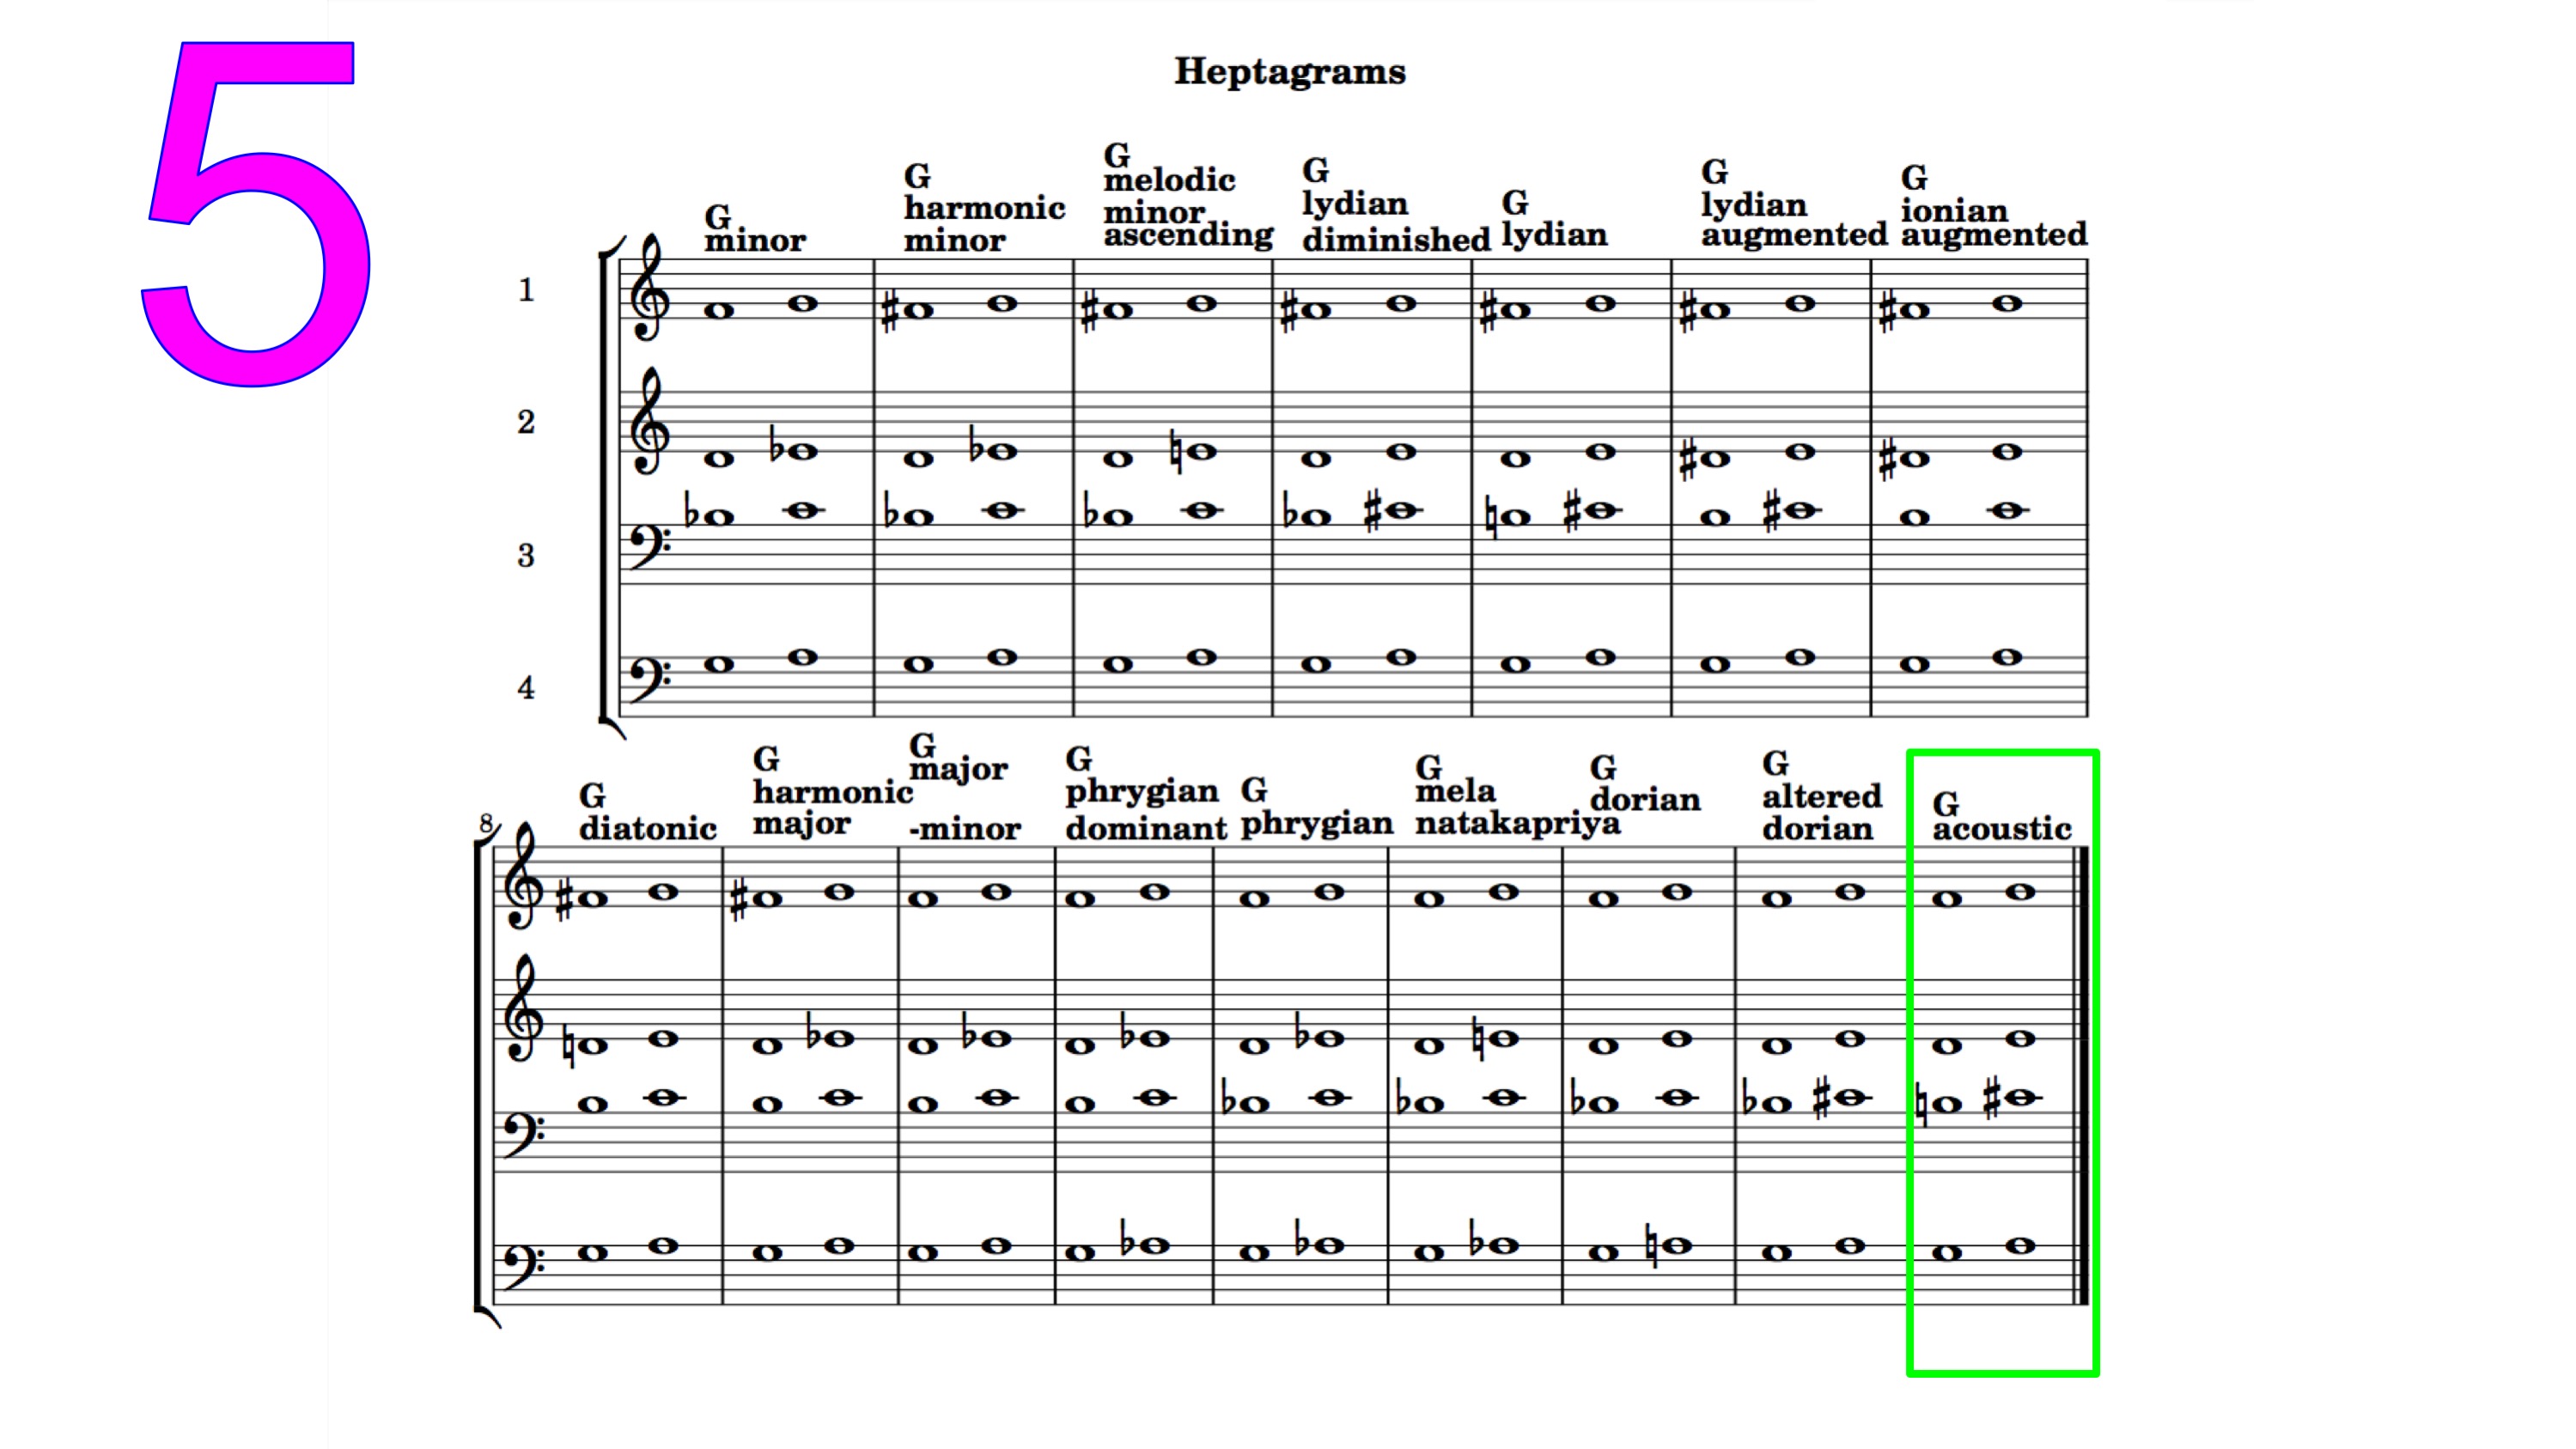 5
Heptagrams
G
minor
G
harmonic
minor
G
melodic
minor
ascending
G
lydian
diminished
G
lydian
G
lydian
augmented
G
ionian
augmented
1
2
3
4
8
G
diatonic
G
harmonic
major
G
major
-minor
G
phrygian
dominant
G
phrygian
G
mela
natakapriya
G
dorian
G
altered
dorian
G
acoustic